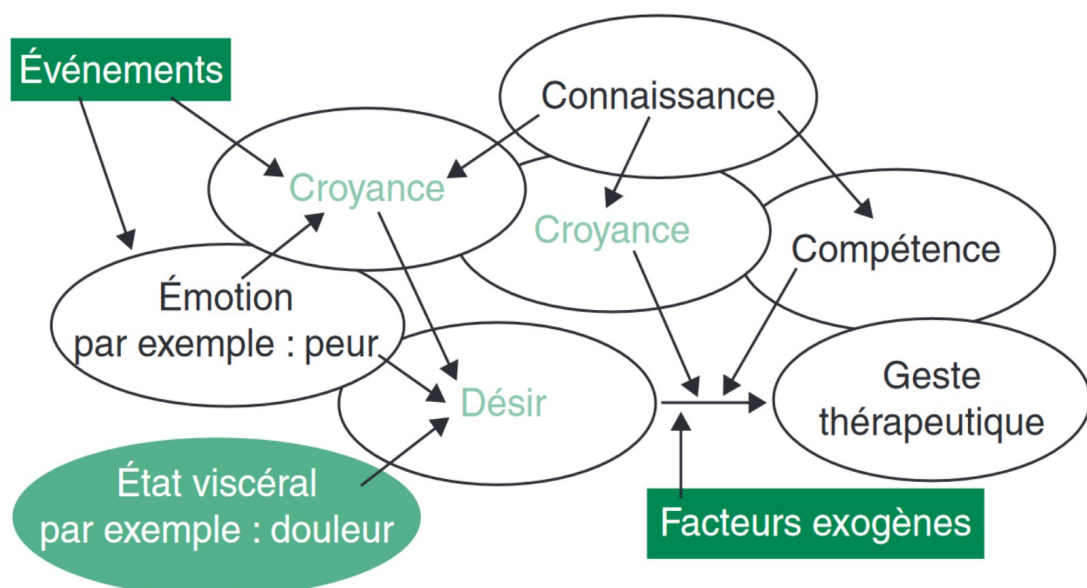 Événements
Connaissance
Croyance
Croyance
Compétence
Émotion
par exemple : peur
Désir
Geste
thérapeutique
État viscéral
par exemple : douleur
Facteurs exogènes